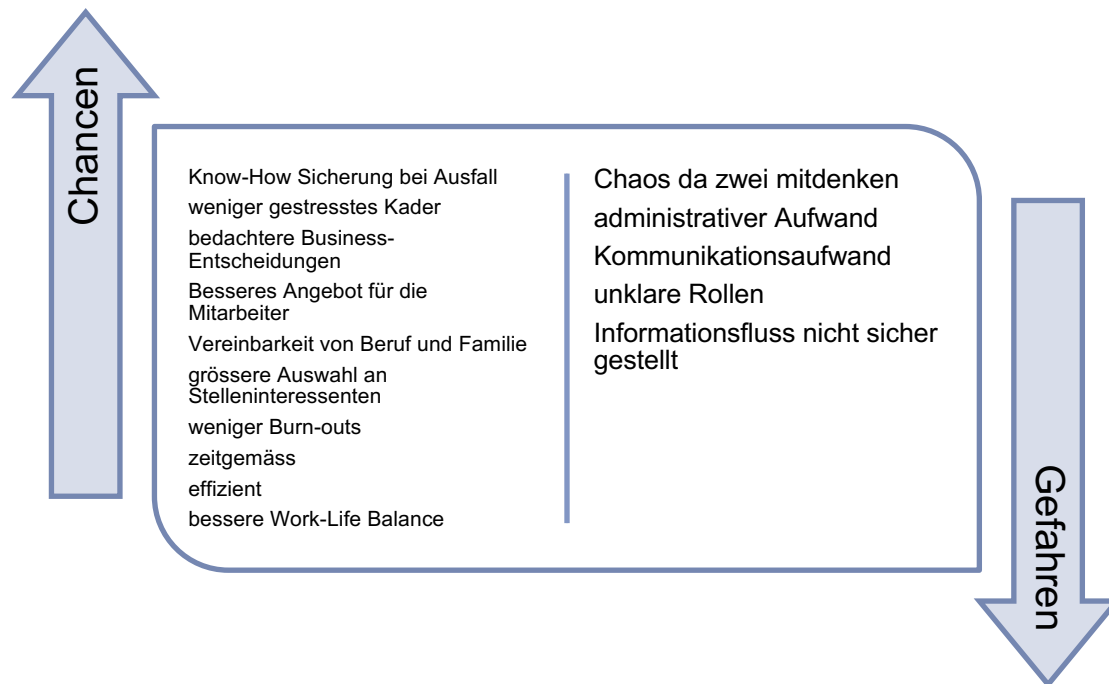 Chancen
Know-How Sicherung bei Ausfall
weniger gestresstes Kader
bedachtere Business-
Entscheidungen
Besseres Angebot für die
Mitarbeiter
Vereinbarkeit von Beruf und Familie
grössere Auswahl an
Stelleninteressenten
weniger Burn-outs
zeitgemäss
effizient
bessere Work-Life Balance
Chaos da zwei mitdenken
administrativer Aufwand
Kommunikationsaufwand
unklare Rollen
Informationsfluss nicht sicher
gestellt
Gefahren